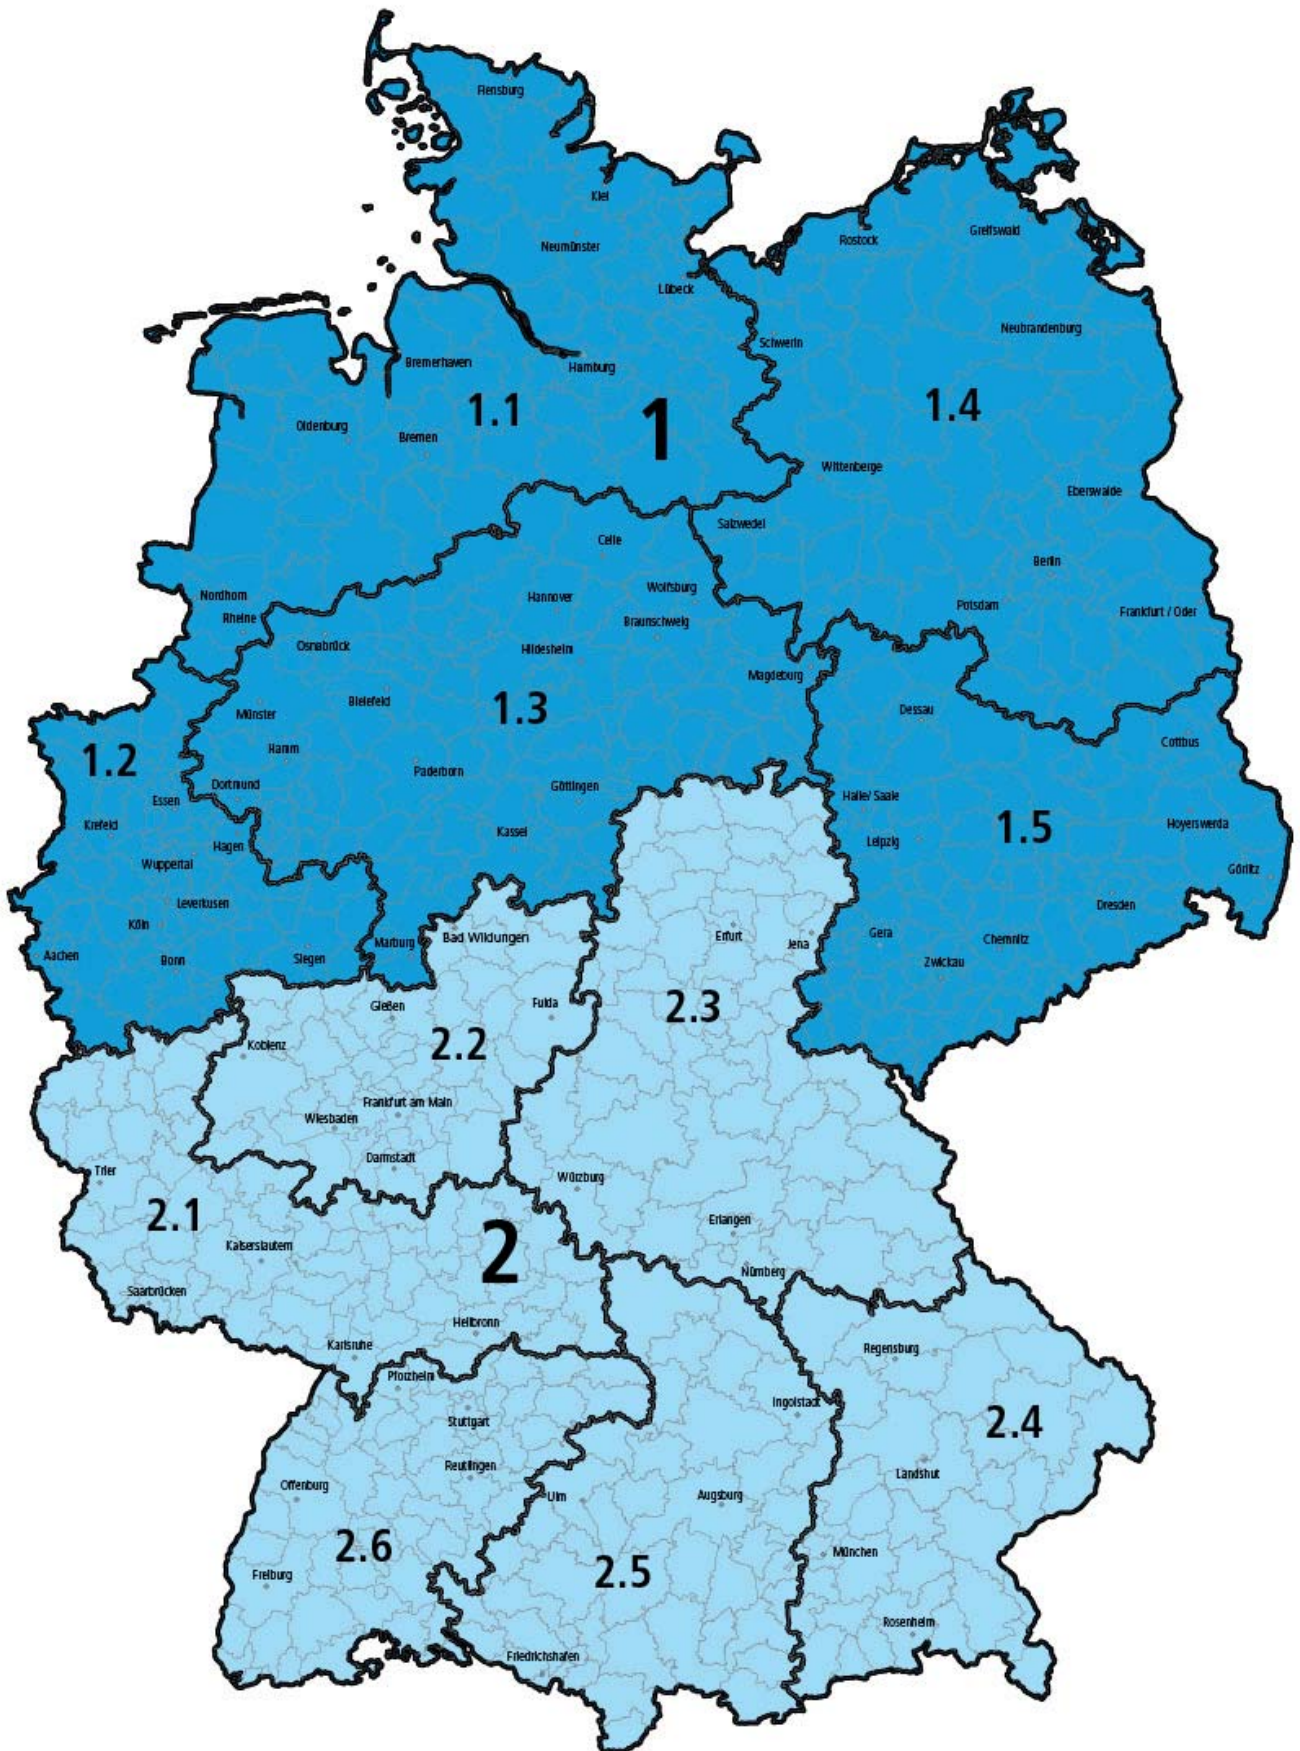 Flensburg
Kiel
Neumünster
Lübeck
Rostock
Greifswald
Neubrandenburg
Schwerin
Bremerhaven
Hamburg
1.1
1
1.4
Oldenburg
Bremen
Wittenberge
Eberswalde
Salzwedel
Celle
Berlin
Nordhorn
Rheine
Hannover
Wolfsburg
Braunschweig
Potsdam
Frankfurt / Oder
Osnabrück
Hildesheim
Magdeburg
Bielefeld
1.3
Münster
Dessau
Cottbus
1.2
Hamm
Paderborn
Dortmund
Göttingen
Essen
Halle/ Saale
Krefeld
Kassel
1.5
Hoyerswerda
Hagen
Leipzig
Wuppertal
Görlitz
Leverkusen
Dresden
Köln
Erfurt
Jena
Gera
Chemnitz
Marburg
Bad Wildungen
Aachen
Bonn
Siegen
Zwickau
Gießen
Fulda
2.3
Koblenz
2.2
Frankfurt am Main
Wiesbaden
Darmstadt
Trier
Würzburg
2.1
Erlangen
Kaiserslautern
2
Nürnberg
Saarbrücken
Heilbronn
Karlsruhe
Regensburg
Pforzheim
Ingolstadt
Stuttgart
2.4
Reutlingen
Landshut
Offenburg
Ulm
Augsburg
2.6
München
2.5
Freiburg
Rosenheim
Friedrichshafen